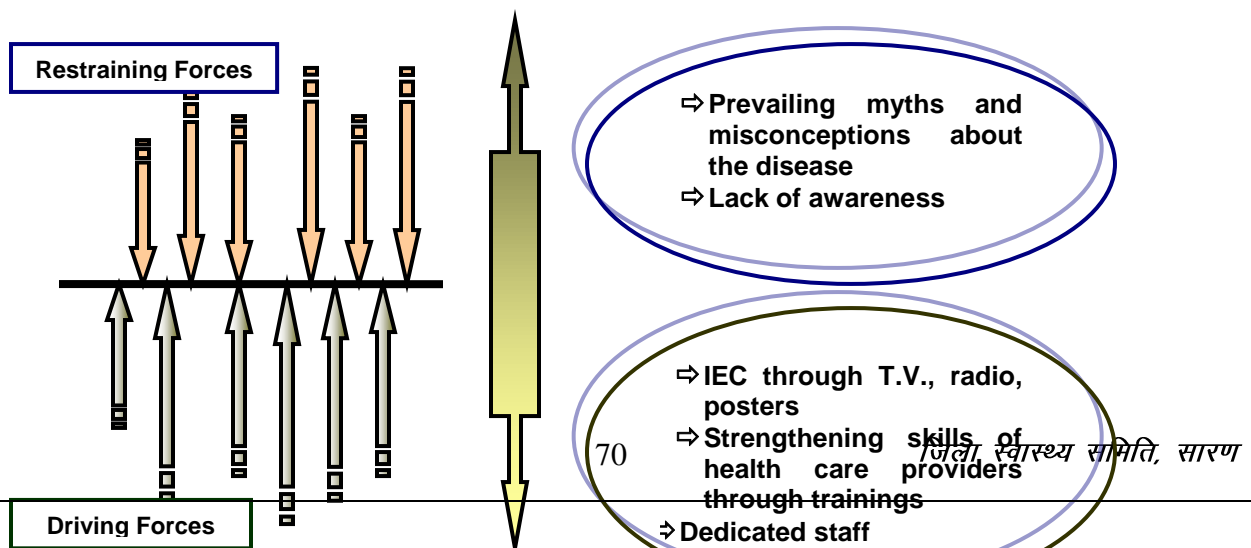 Restraining Forces
⇨ Prevailing myths and
misconceptions about
the disease
⇨ Lack of awareness
⇨ IEC through T.V., radio,
posters
⇨ Strengthening skills of
health care providers
through trainings
⇨ Dedicated staff
Driving Forces
70
जिला स्वास्थ्य समिति, सारण